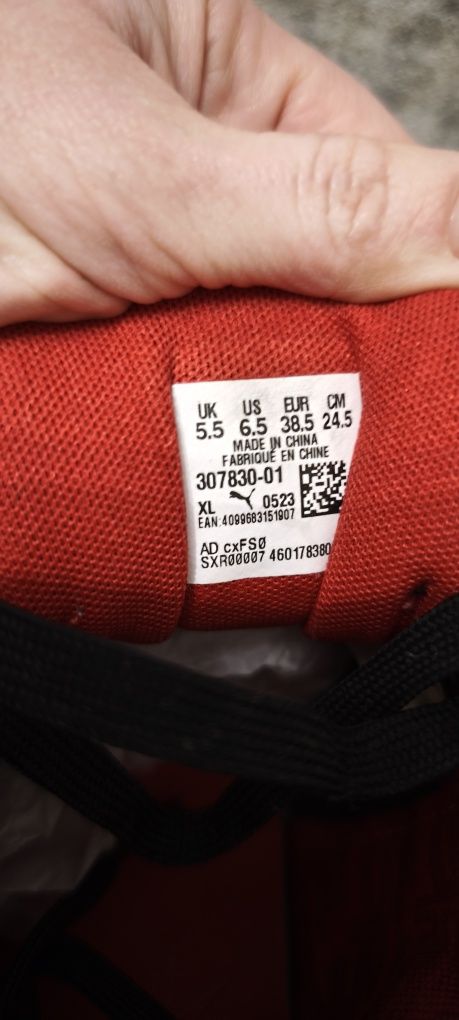 UK US EUR CM
5.5 6.5 38.5 24.5
MADE IN CHINA
FABRIQUÉ EN CHINE
307830-01
XL 0523
EAN:4099683151907
AD cxFS0
SXR00007 460178380